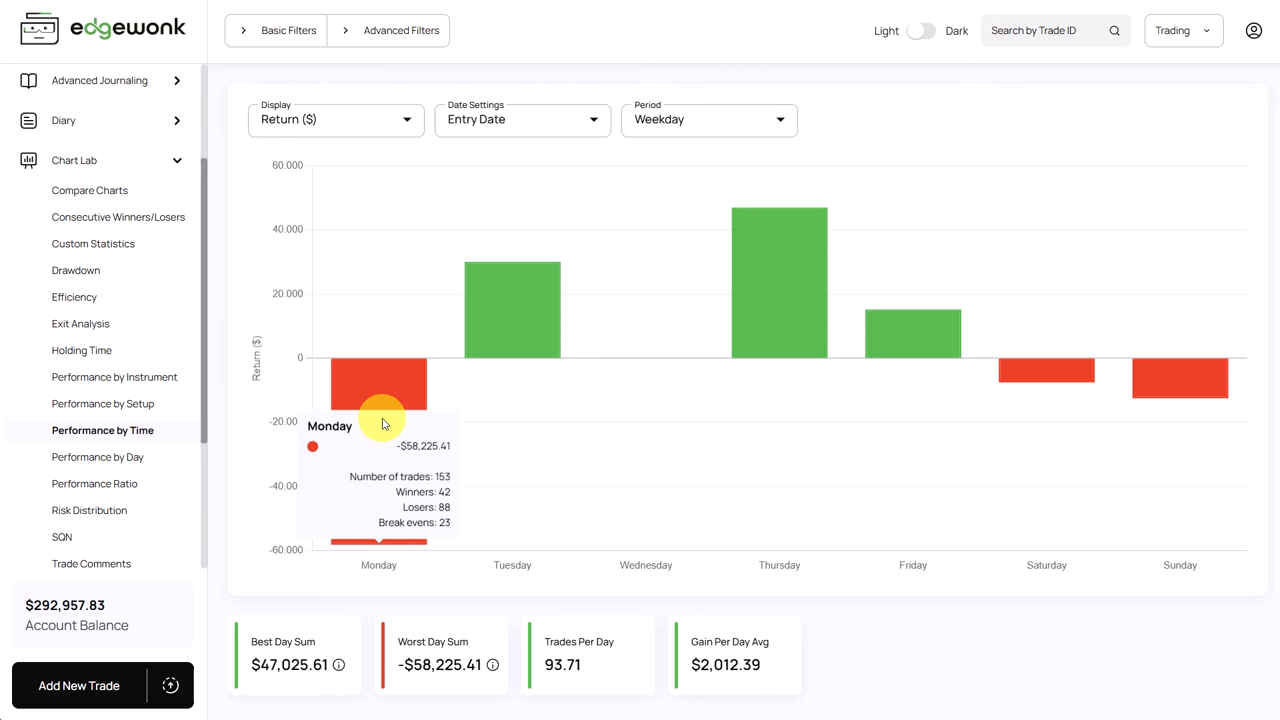 edgewonk
Basic Filters
Advanced Filters
Light
Dark
Search by Trade ID
Trading
Advanced Journaling
Diary
Chart Lab
Compare Charts
Consecutive Winners/Losers
Custom Statistics
Drawdown
Efficiency
Exit Analysis
Holding Time
Performance by Instrument
Performance by Setup
Performance by Time
Performance by Day
Performance Ratio
Risk Distribution
SQN
Trade Comments
$292,957.83
Account Balance
Add New Trade
Display
Return ($)
Date Settings
Entry Date
Period
Weekday
Return ($)
60.000
40.000
20.000
0
-20.00
-40.00
-60.000
Monday
-$58,225.41
Number of trades: 153
Winners: 42
Losers: 88
Break evens: 23
Monday
Tuesday
Wednesday
Thursday
Friday
Saturday
Sunday
Best Day Sum
$47,025.61
Worst Day Sum
-$58,225.41
Trades Per Day
93.71
Gain Per Day Avg
$2,012.39